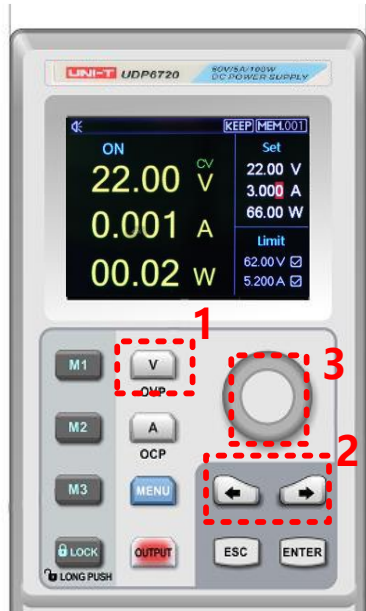 UNI-T UDP6720 60V/5A/100W
DC POWER SUPPLY
KEEP MEM.001
ON Set
22.00 V CV 22.00 V
3.000 A
0.001 A 66.00 W
Limit
00.02 W 62.00V
5.200A
1
M1 V 3
OVP
M2 A
OCP
2
M3 MENU
LOCK OUTPUT ESC ENTER
LONG PUSH